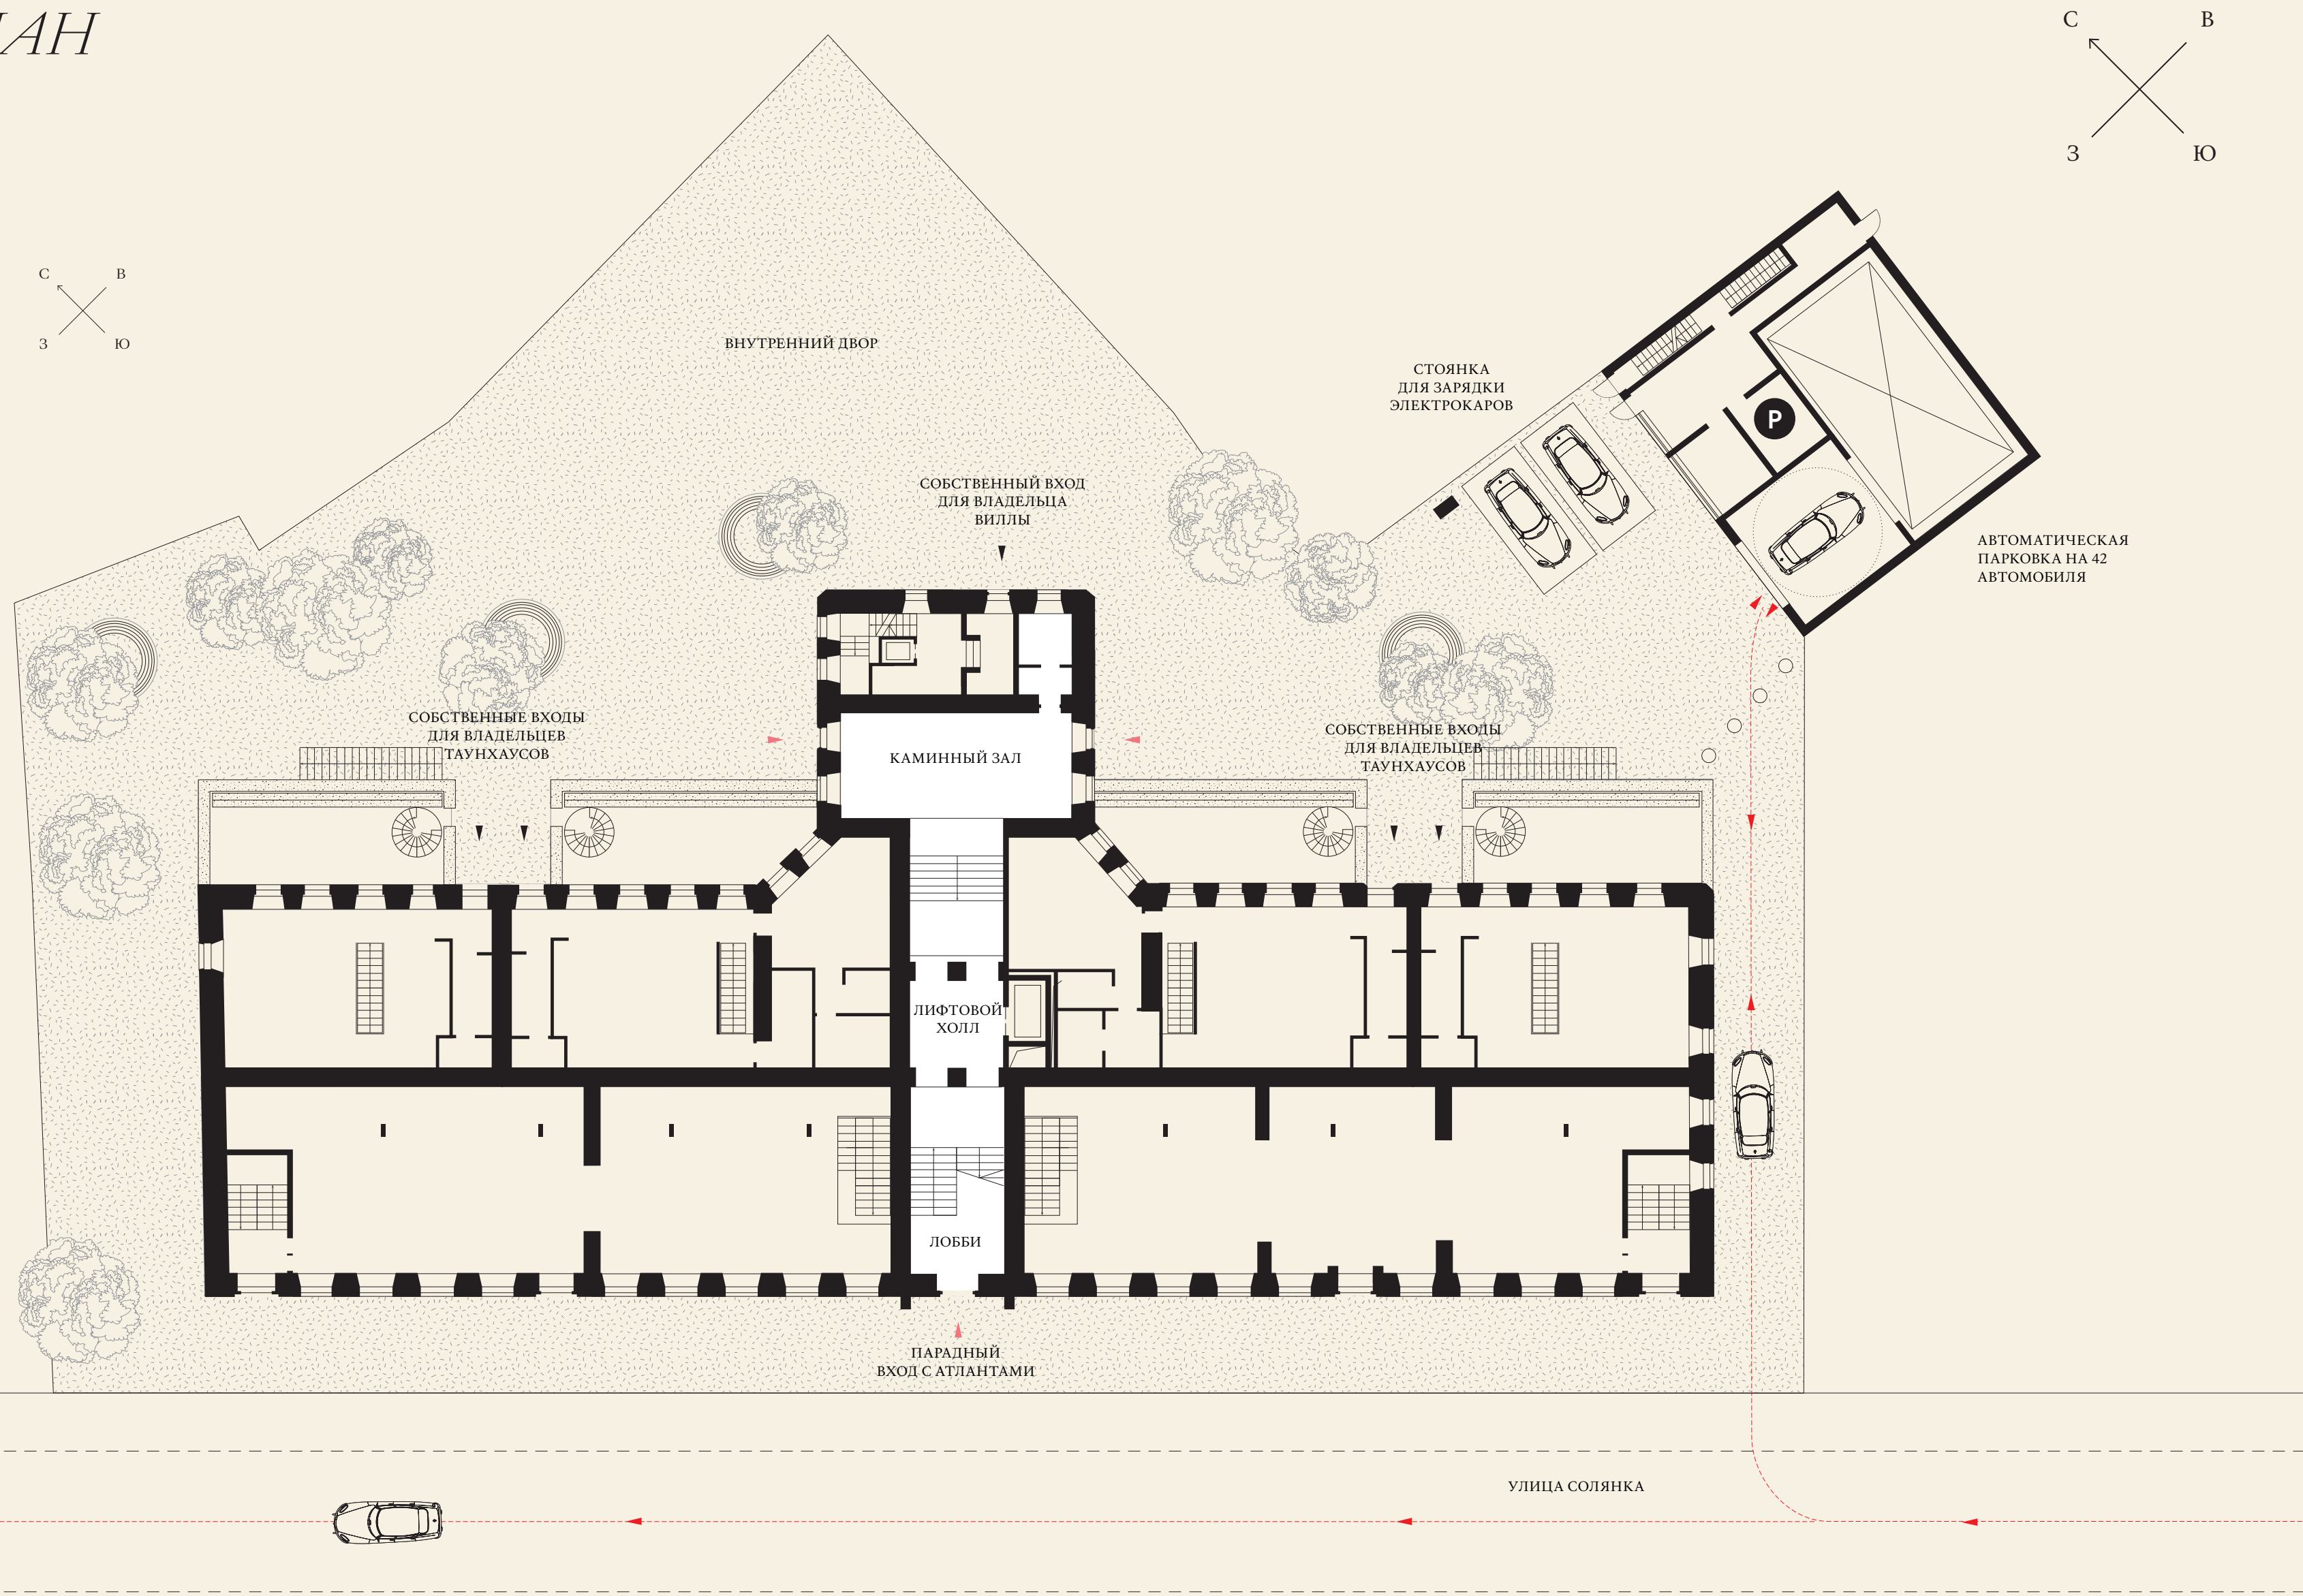 С В
З Ю
С В
З Ю
ВНУТРЕННИЙ ДВОР
СТОЯНКА
ДЛЯ ЗАРЯДКИ
ЭЛЕКТРОКАРОВ
P
СОБСТВЕННЫЙ ВХОД
ДЛЯ ВЛАДЕЛЬЦА
ВИЛЛЫ
АВТОМАТИЧЕСКАЯ
ПАРКОВКА НА 42
АВТОМОБИЛЯ
СОБСТВЕННЫЕ ВХОДЫ
ДЛЯ ВЛАДЕЛЬЦЕВ
ТАУНХАУСОВ
СОБСТВЕННЫЕ ВХОДЫ
ДЛЯ ВЛАДЕЛЬЦЕВ
ТАУНХАУСОВ
КАМИННЫЙ ЗАЛ
ЛИФТОВОЙ
ХОЛЛ
ЛОББИ
ПАРАДНЫЙ
ВХОД С АТЛАНТАМИ
УЛИЦА СОЛЯНКА